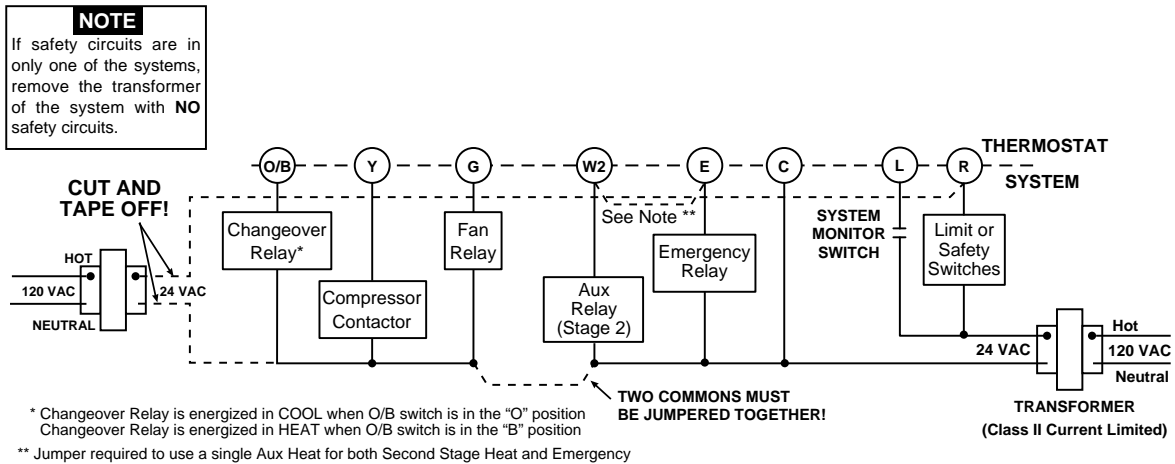 NOTE
If safety circuits are in
only one of the systems,
remove the transformer
of the system with NO
safety circuits.
O/B
Y
G
W2
E
C
L
R
THERMOSTAT
SYSTEM
CUT AND
TAPE OFF!
See Note **
SYSTEM
MONITOR
SWITCH
Changeover
Relay*
Fan
Relay
Limit or
Safety
Switches
Emergency
Relay
HOT
120 VAC
24 VAC
NEUTRAL
Compressor
Contactor
Aux
Relay
(Stage 2)
24 VAC
Hot
120 VAC
Neutral
TWO COMMONS MUST
BE JUMPERED TOGETHER!
TRANSFORMER
(Class II Current Limited)
* Changeover Relay is energized in COOL when O/B switch is in the “O” position
Changeover Relay is energized in HEAT when O/B switch is in the “B” position
** Jumper required to use a single Aux Heat for both Second Stage Heat and Emergency